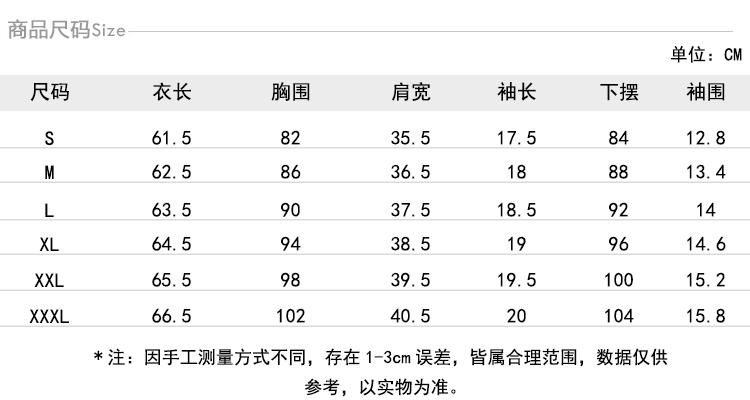 商品尺码Size
单位：CM
尺码 衣长 胸围 肩宽 袖长 下摆 袖围
S 61.5 82 35.5 17.5 84 12.8
M 62.5 86 36.5 18 88 13.4
L 63.5 90 37.5 18.5 92 14
XL 64.5 94 38.5 19 96 14.6
XXL 65.5 98 39.5 19.5 100 15.2
XXXL 66.5 102 40.5 20 104 15.8
*注：因手工测量方式不同，存在1-3cm误差，皆属合理范围，数据仅供
参考，以实物为准。